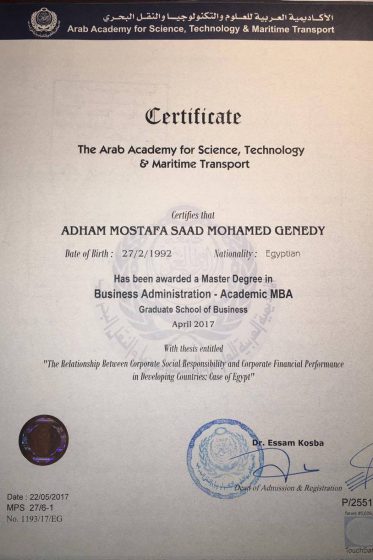 الأكاديمية العربية للعلوم والتكنولوجيا والنقل البحري
Arab Academy for Science, Technology & Maritime Transport
Certificate
The Arab Academy for Science, Technology
& Maritime Transport
Certifies that
ADHAM MOSTAFA SAAD MOHAMED GENEDY
Date of Birth : 27/2/1992 Nationality : Egyptian
Has been awarded a Master Degree in
Business Administration - Academic MBA
Graduate School of Business
April 2017
With thesis entitled
"The Relationship Between Corporate Social Responsibility and Corporate Financial Performance
in Developing Countries: Case of Egypt"
Dr. Essam Kosba
Dean of Admission & Registration
Date : 22/05/2017
MPS 27/6-1
No. 1193/17/EG
P/2551